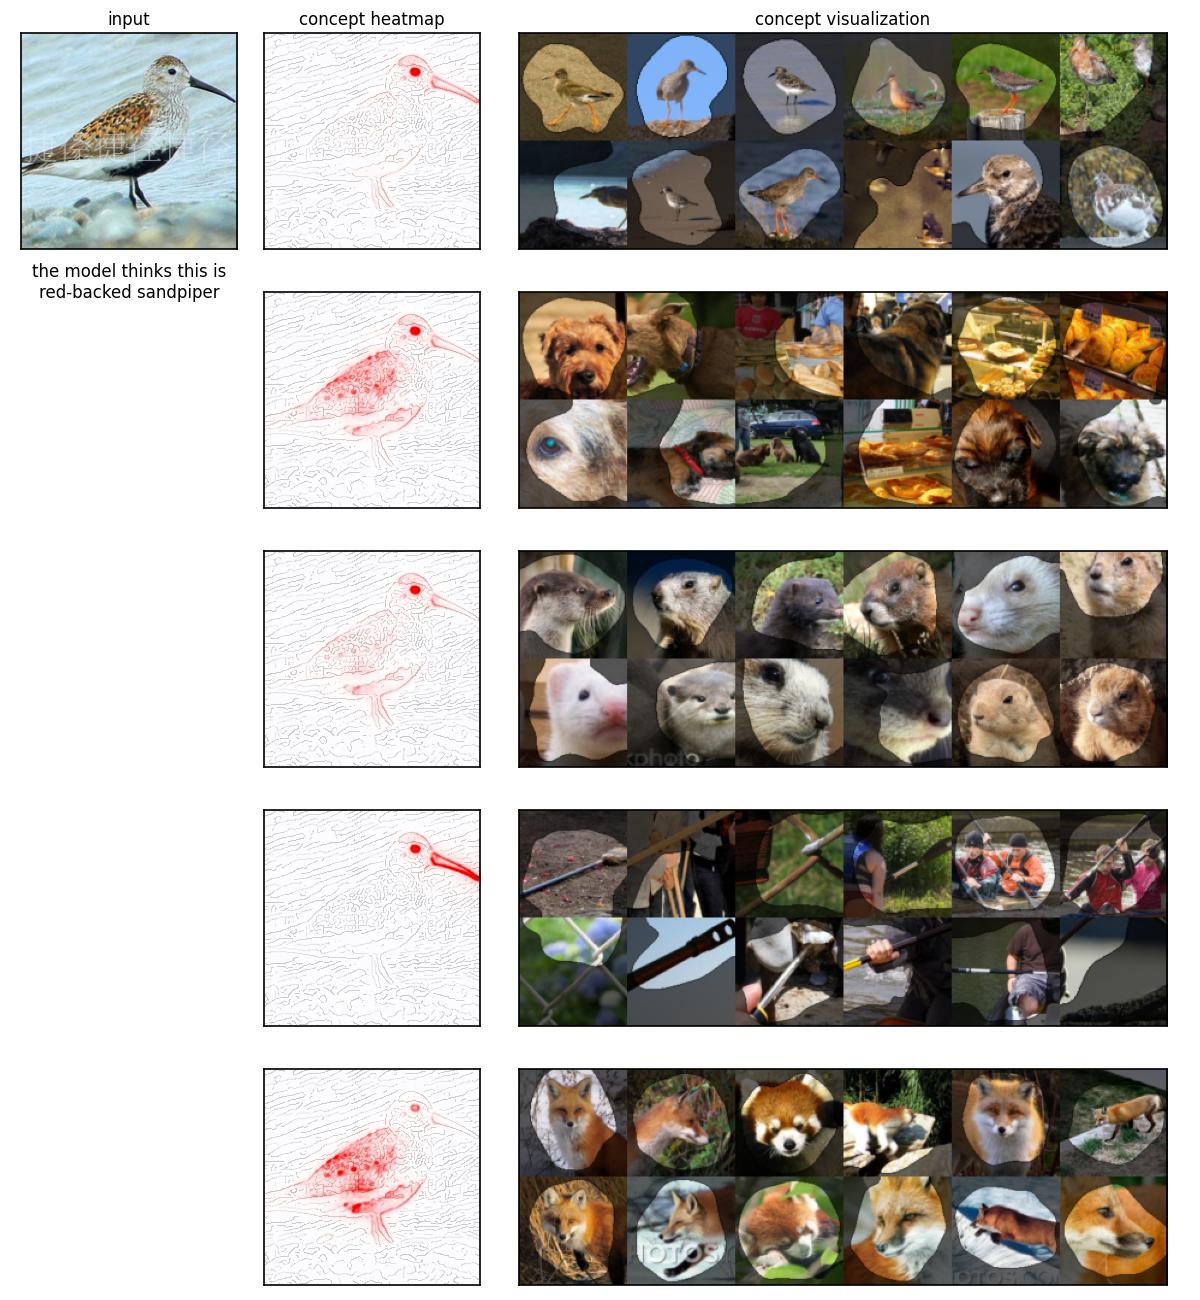 input
concept heatmap
concept visualization
the model thinks this is
red-backed sandpiper